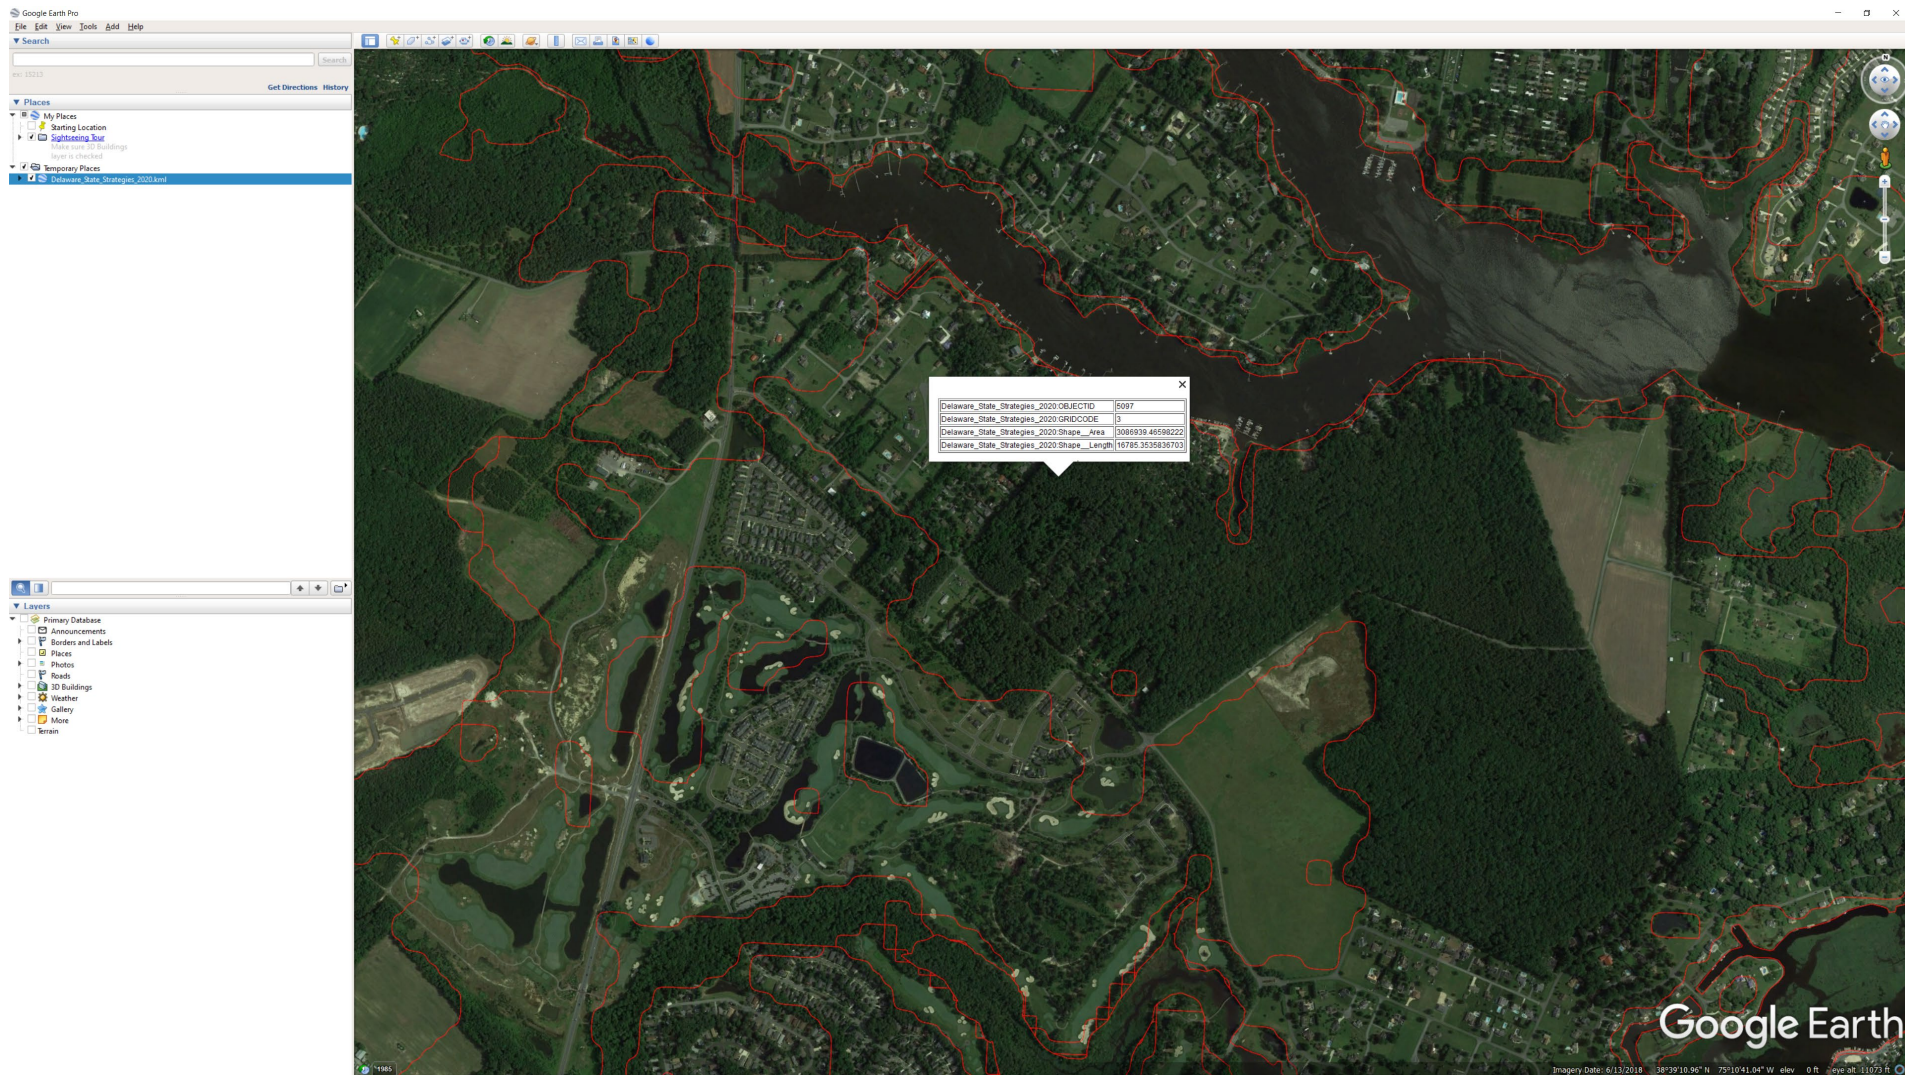 Google Earth Pro
File Edit View Tools Add Help
Search
Search
ex: 33213
Get Directions History
Places
My Places
Starting Location
Sightseeing Tour
Make sure 3D Buildings
layer is checked
Temporary Places
Delaware_State_Strategies_2020.kml
Delaware_State_Strategies_2020:OBJECTID 5097
Delaware_State_Strategies_2020:GRIDCODE 3
Delaware_State_Strategies_2020:Shape__Area 3086939.46598222
Delaware_State_Strategies_2020:Shape__Length 16785.3535836703
Layers
Primary Database
Announcements
Borders and Labels
Places
Photos
Roads
3D Buildings
Weather
Gallery
More
Terrain
N
Google Earth
1985
Imagery Date: 6/13/2018 38°39'10.96" N 75°10'41.04" W elev 0 ft eye alt 11073 ft